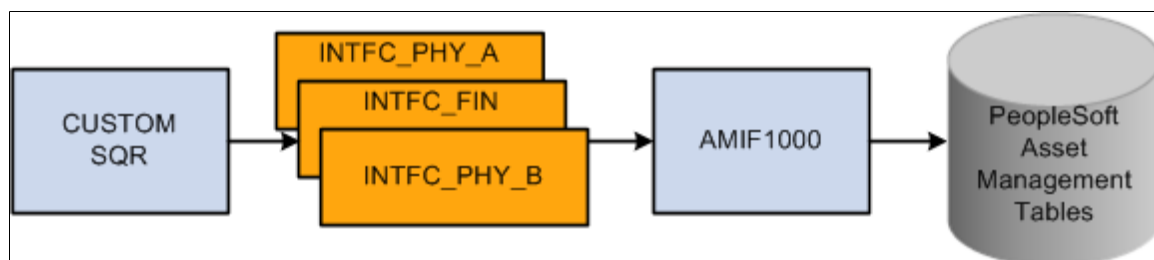 CUSTOM
SQR
INTFC_PHY_A
INTFC_FIN
INTFC_PHY_B
AMIF1000
PeopleSoft
Asset
Management
Tables